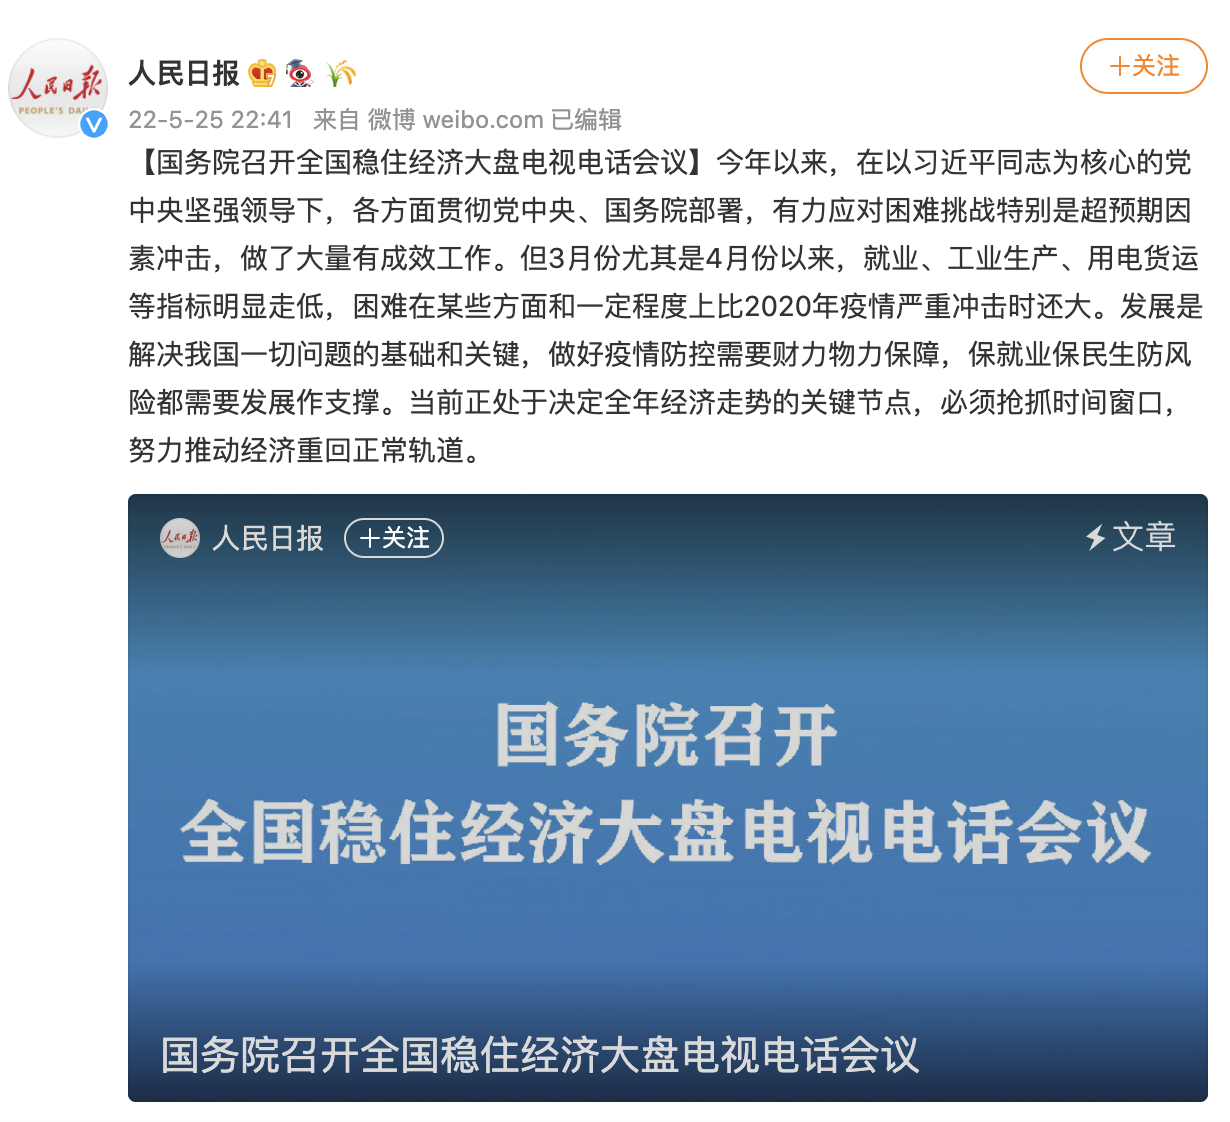 人民日报
PEOPLE'S DAILY
人民日报
+关注
22-5-25 22:41 来自 微博 weibo.com 已编辑
【国务院召开全国稳住经济大盘电视电话会议】今年以来，在以习近平同志为核心的党
中央坚强领导下，各方面贯彻党中央、国务院部署，有力应对困难挑战特别是超预期因
素冲击，做了大量有成效工作。但3月份尤其是4月份以来，就业、工业生产、用电货运
等指标明显走低，困难在某些方面和一定程度上比2020年疫情严重冲击时还大。发展是
解决我国一切问题的基础和关键，做好疫情防控需要财力物力保障，保就业保民生防风
险都需要发展作支撑。当前正处于决定全年经济走势的关键节点，必须抢抓时间窗口，
努力推动经济重回正常轨道。
人民日报
人民日报 +关注
文章
国务院召开
全国稳住经济大盘电视电话会议
国务院召开全国稳住经济大盘电视电话会议